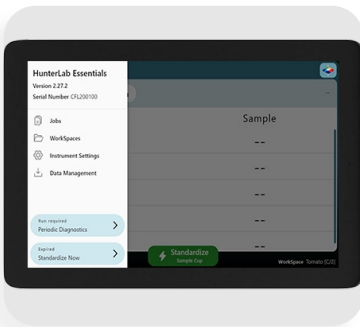 HunterLab Essentials
Version 2.27.2
Serial Number CFL200100
Jobs
WorkSpaces
Instrument Settings
Data Management
Run required
Periodic Diagnostics
Expired
Standardize Now
Sample
--
--
--
--
--
Standardize
Sample Cup
WorkSpace Tomato [C/2]